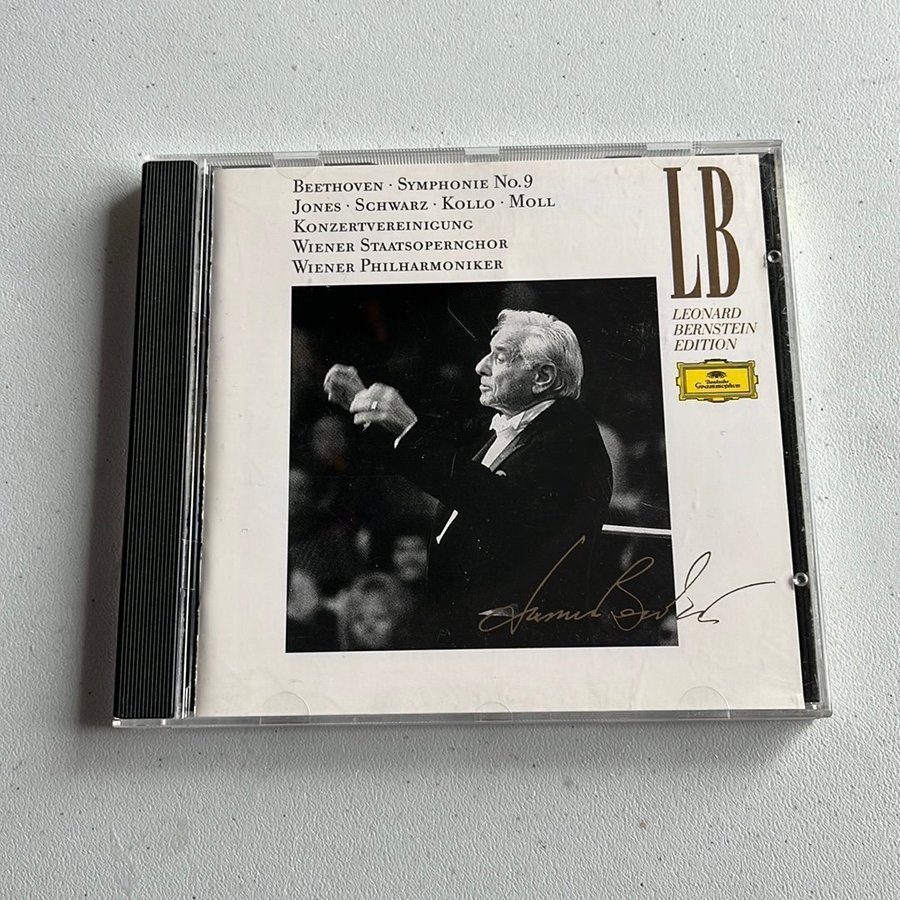 BEETHOVEN · SYMPHONIE NO. 9
JONES · SCHWARZ · KOLLO · MOLL
KONZERTVEREINIGUNG
WIENER STAATSOPERNCHOR
WIENER PHILHARMONIKER
LB
LEONARD
BERNSTEIN
EDITION
Deutsche
Grammophon